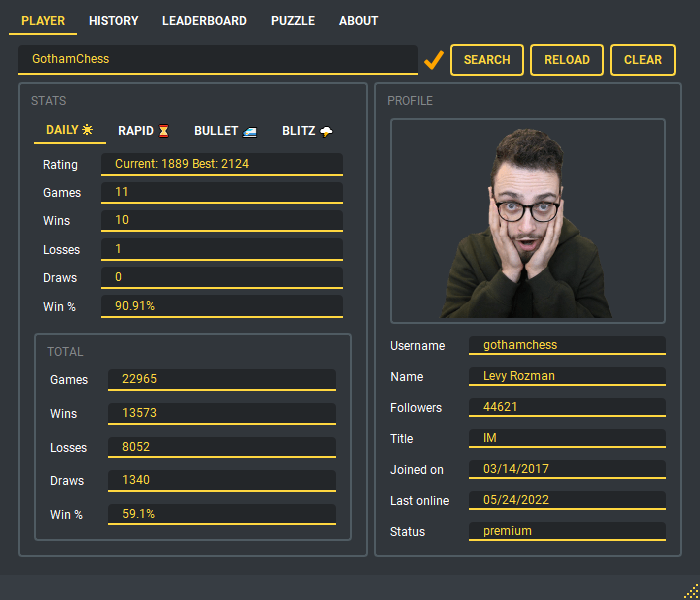 PLAYER HISTORY LEADERBOARD PUZZLE ABOUT
GothamChess SEARCH RELOAD CLEAR
STATS
DAILY RAPID BULLET BLITZ
Rating Current: 1889 Best: 2124
Games 11
Wins 10
Losses 1
Draws 0
Win % 90.91%
TOTAL
Games 22965
Wins 13573
Losses 8052
Draws 1340
Win % 59.1%
PROFILE
Username gothamchess
Name Levy Rozman
Followers 44621
Title IM
Joined on 03/14/2017
Last online 05/24/2022
Status premium